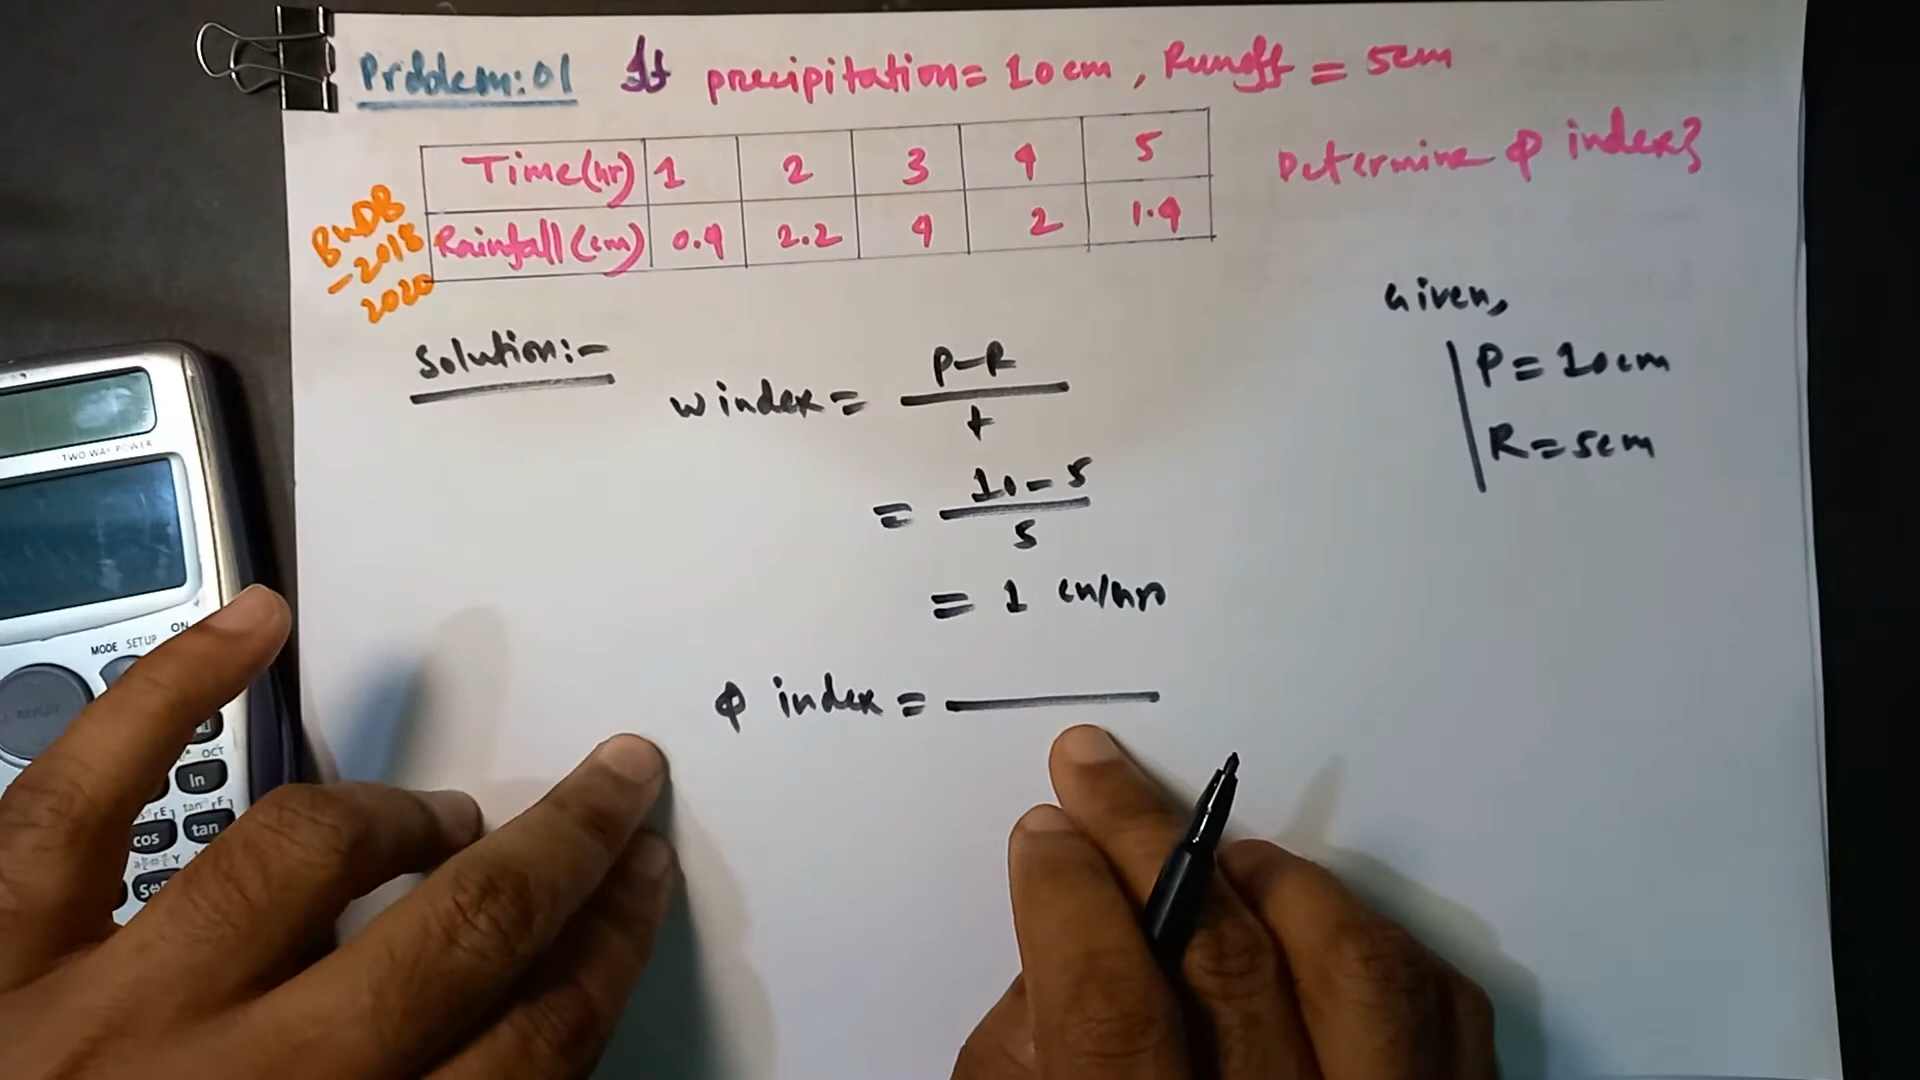 Problem:01 If precipitation= 10cm, Runoff = 5cm
Time(hr) 1 2 3 4 5
Determine φ index?
Rainfall(cm) 0.4 2.2 4 2 1.4
BWDB
-2018
2020
Given,
Solution:-
P-R
w index= ―
t
P= 10cm
R=5cm
10-5
= ―
5
= 1 cm/hr
φ index= ―
TWO WAY POWER
ON
MODE SETUP
REPLAY
OCT
ln
cos tan